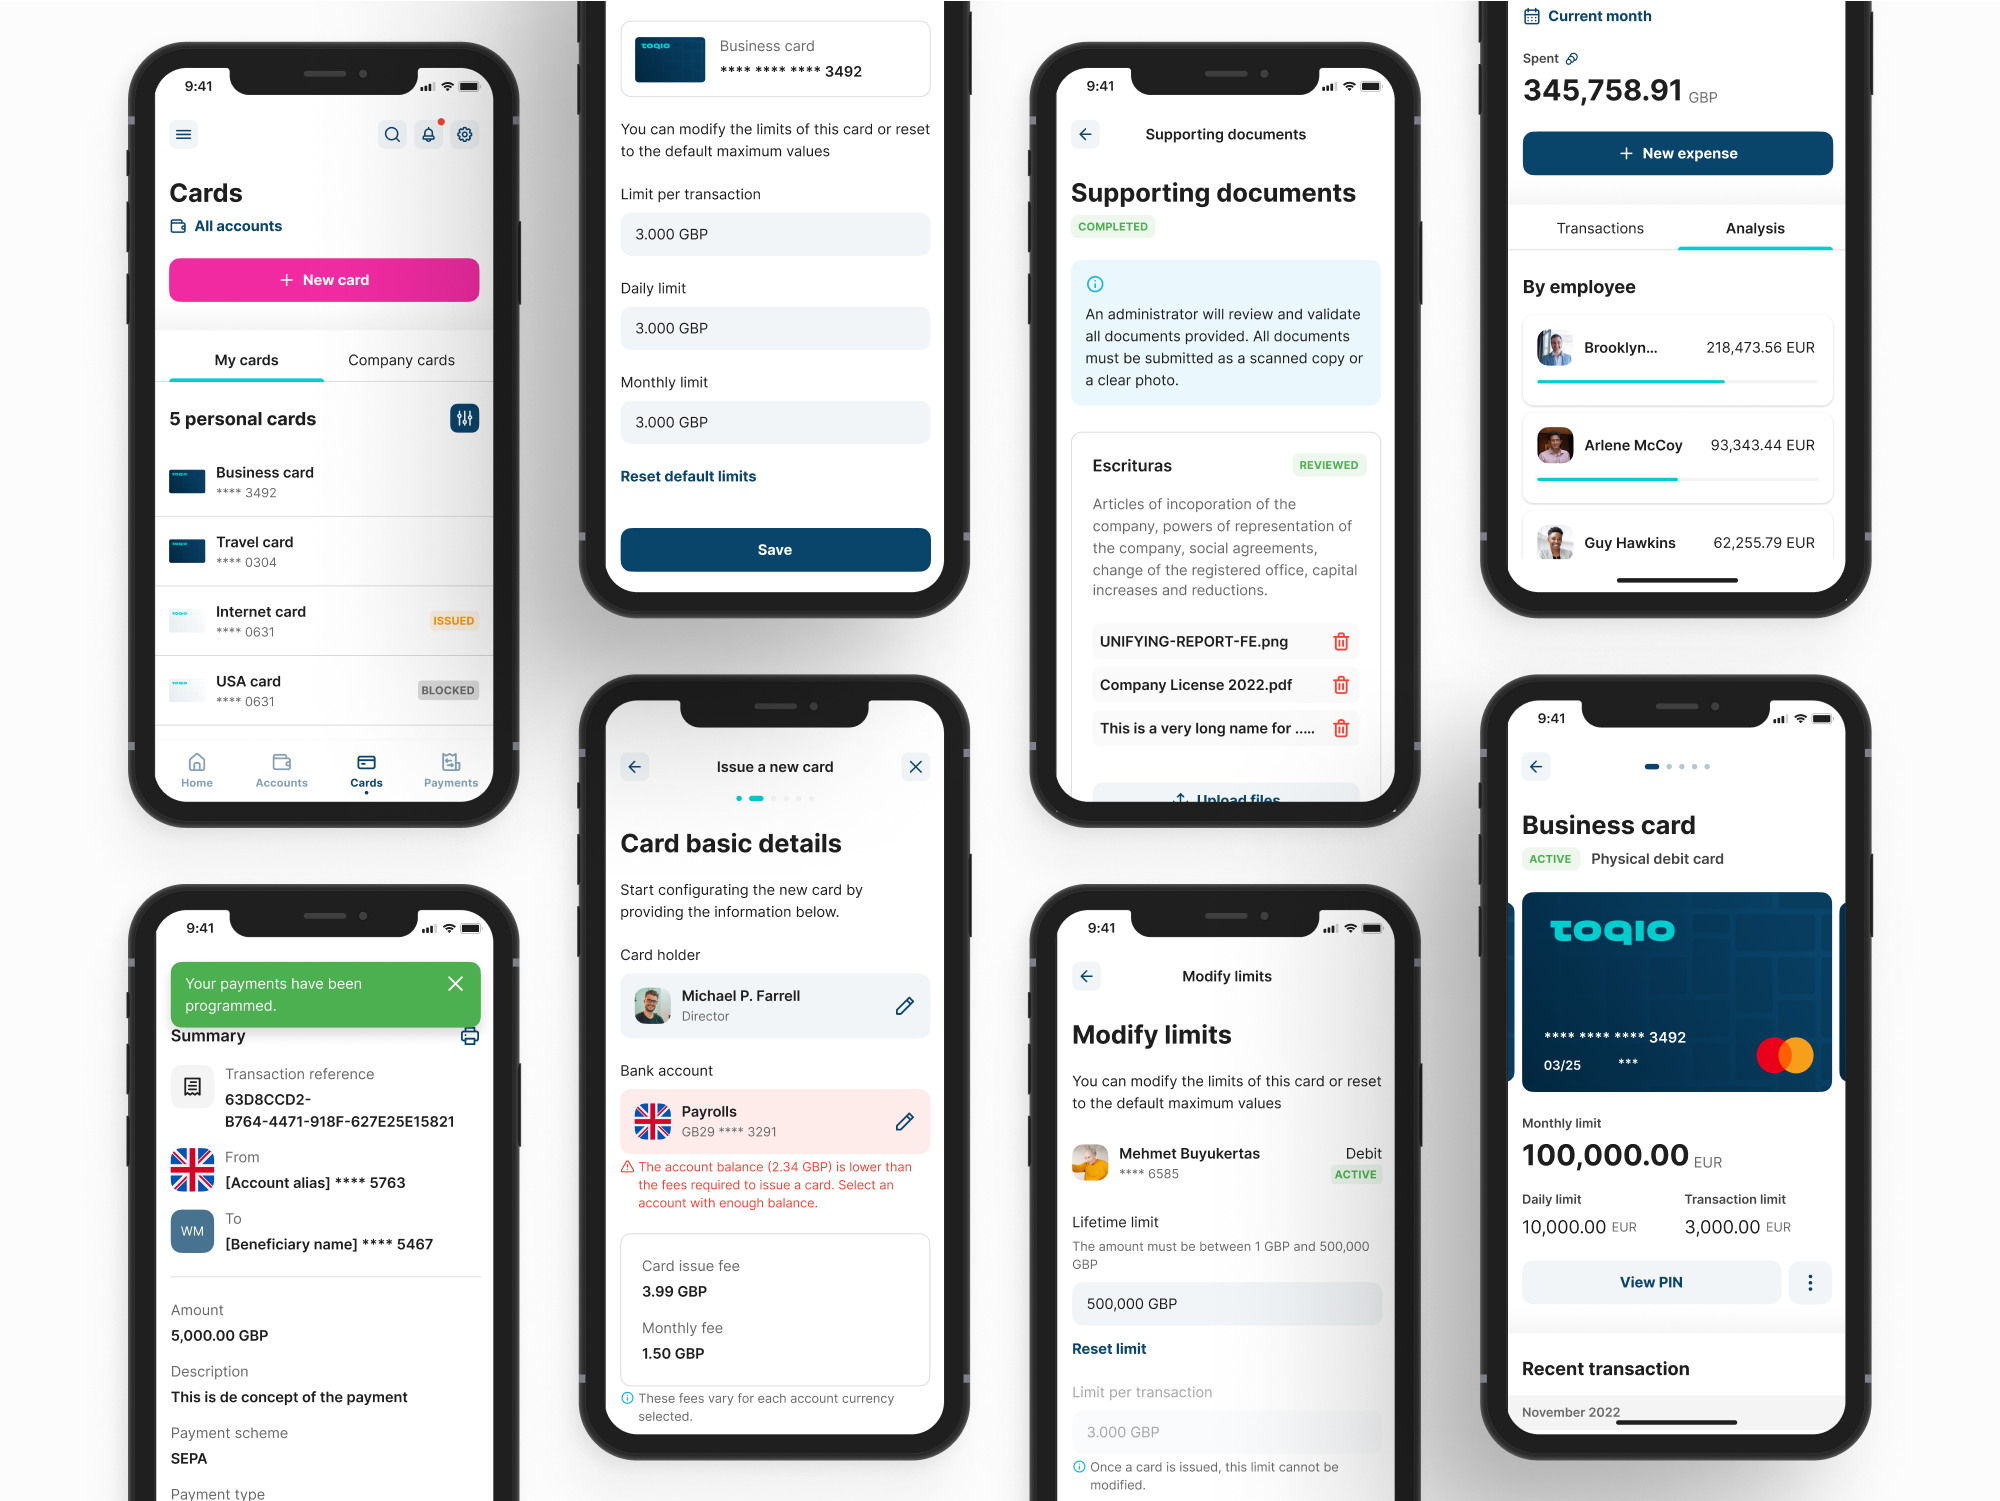 9:41
Cards
All accounts
+ New card
My cards
Company cards
5 personal cards
toqio
Business card
**** 3492
toqio
Travel card
**** 0304
toqio
Internet card
**** 0631
ISSUED
toqio
USA card
**** 0631
BLOCKED
Home
Accounts
Cards
Payments
9:41
Your payments have been
programmed.
Summary
Transaction reference
63D8CCD2-
B764-4471-918F-627E25E15821
From
[Account alias] **** 5763
WM
To
[Beneficiary name] **** 5467
Amount
5,000.00 GBP
Description
This is de concept of the payment
Payment scheme
SEPA
Payment type
toqio
Business card
**** **** **** 3492
You can modify the limits of this card or reset
to the default maximum values
Limit per transaction
3.000 GBP
Daily limit
3.000 GBP
Monthly limit
3.000 GBP
Reset default limits
Save
Issue a new card
Card basic details
Start configurating the new card by
providing the information below.
Card holder
Michael P. Farrell
Director
Bank account
Payrolls
GB29 **** 3291
The account balance (2.34 GBP) is lower than
the fees required to issue a card. Select an
account with enough balance.
Card issue fee
3.99 GBP
Monthly fee
1.50 GBP
These fees vary for each account currency
selected.
9:41
Supporting documents
Supporting documents
COMPLETED
An administrator will review and validate
all documents provided. All documents
must be submitted as a scanned copy or
a clear photo.
Escrituras
REVIEWED
Articles of incoporation of the
company, powers of representation of
the company, social agreements,
change of the registered office, capital
increases and reductions.
UNIFYING-REPORT-FE.png
Company License 2022.pdf
This is a very long name for .....
Upload files
9:41
Modify limits
Modify limits
You can modify the limits of this card or reset
to the default maximum values
Mehmet Buyukertas
**** 6585
Debit
ACTIVE
Lifetime limit
The amount must be between 1 GBP and 500,000
GBP
500,000 GBP
Reset limit
Limit per transaction
3.000 GBP
Once a card is issued, this limit cannot be
modified.
Current month
Spent
345,758.91 GBP
+ New expense
Transactions
Analysis
By employee
Brooklyn...
218,473.56 EUR
Arlene McCoy
93,343.44 EUR
Guy Hawkins
62,255.79 EUR
9:41
Business card
ACTIVE
Physical debit card
toqio
**** **** **** 3492
03/25
***
Monthly limit
100,000.00 EUR
Daily limit
Transaction limit
10,000.00 EUR
3,000.00 EUR
View PIN
Recent transaction
November 2022